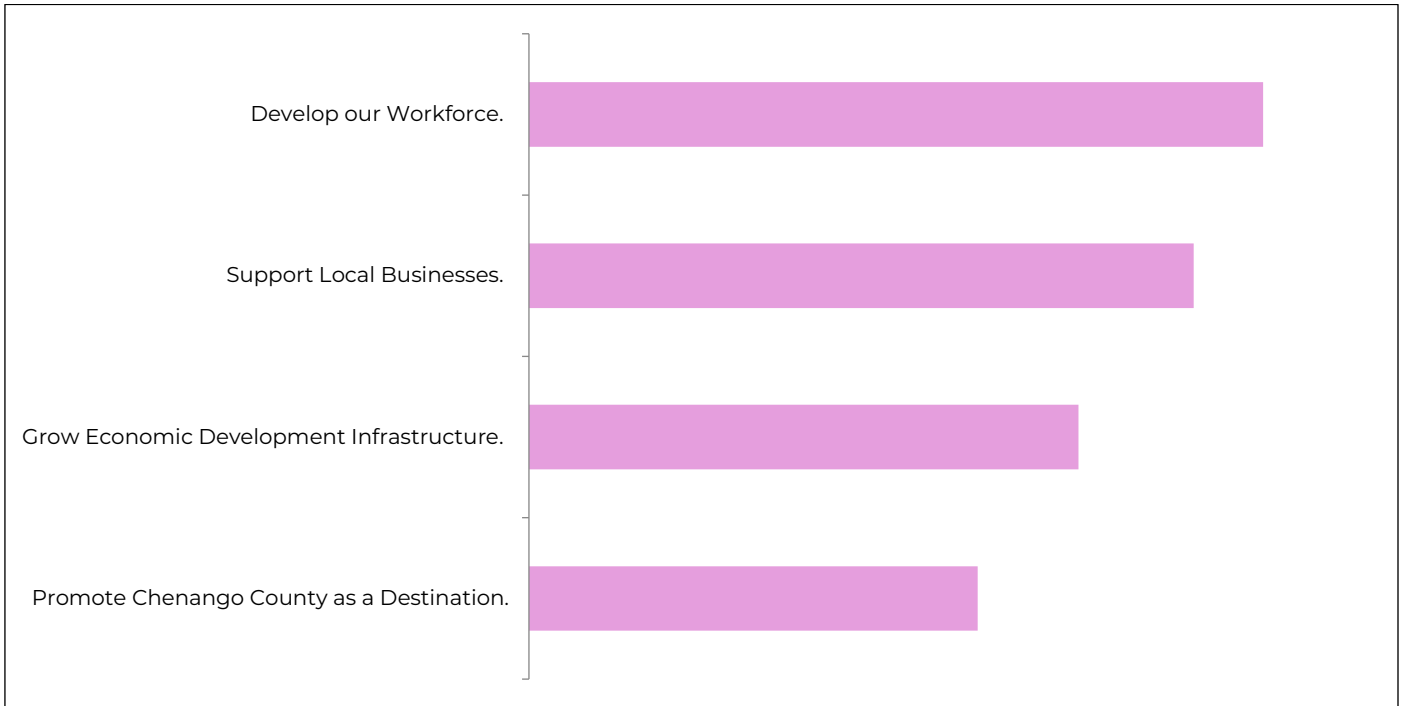 Develop our Workforce.
Support Local Businesses.
Grow Economic Development Infrastructure.
Promote Chenango County as a Destination.